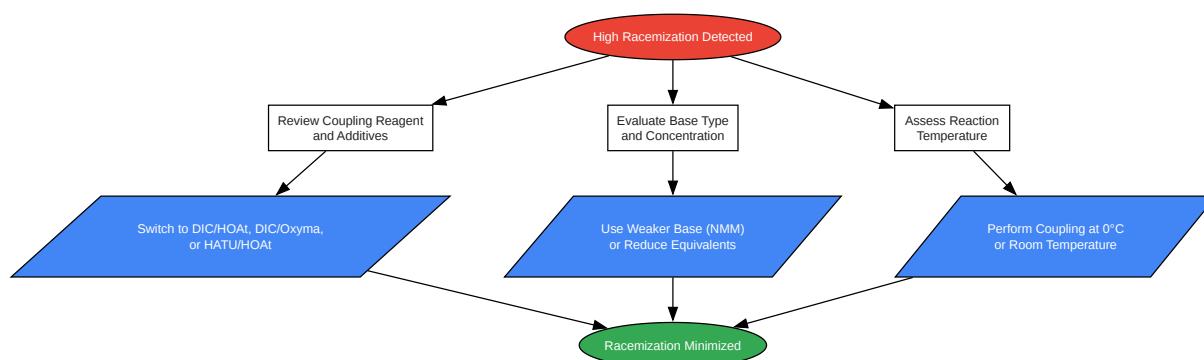 High Racemization Detected
Review Coupling Reagent
and Additives
Evaluate Base Type
and Concentration
Assess Reaction
Temperature
Switch to DIC/HOAt, DIC/Oxyma,
or HATU/HOAt
Use Weaker Base (NMM)
or Reduce Equivalents
Perform Coupling at 0°C
or Room Temperature
Racemization Minimized